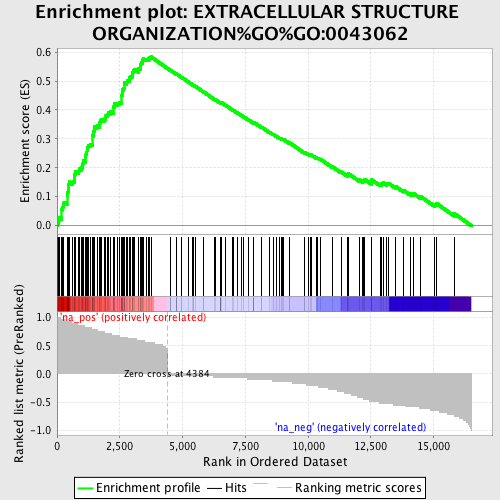 Enrichment plot: EXTRACELLULAR STRUCTURE
ORGANIZATION%GO%GO:0043062
Enrichment score (ES)
0.6
0.5
0.4
0.3
0.2
0.1
0.0
Ranked list metric (PreRanked)
1.0
0.5
0.0
-0.5
-1.0
'na_pos' (positively correlated)
Zero cross at 4384
'na_neg' (negatively correlated)
0
2,500
5,000
7,500
10,000
12,500
15,000
Rank in Ordered Dataset
Enrichment profile
Hits
Ranking metric scores